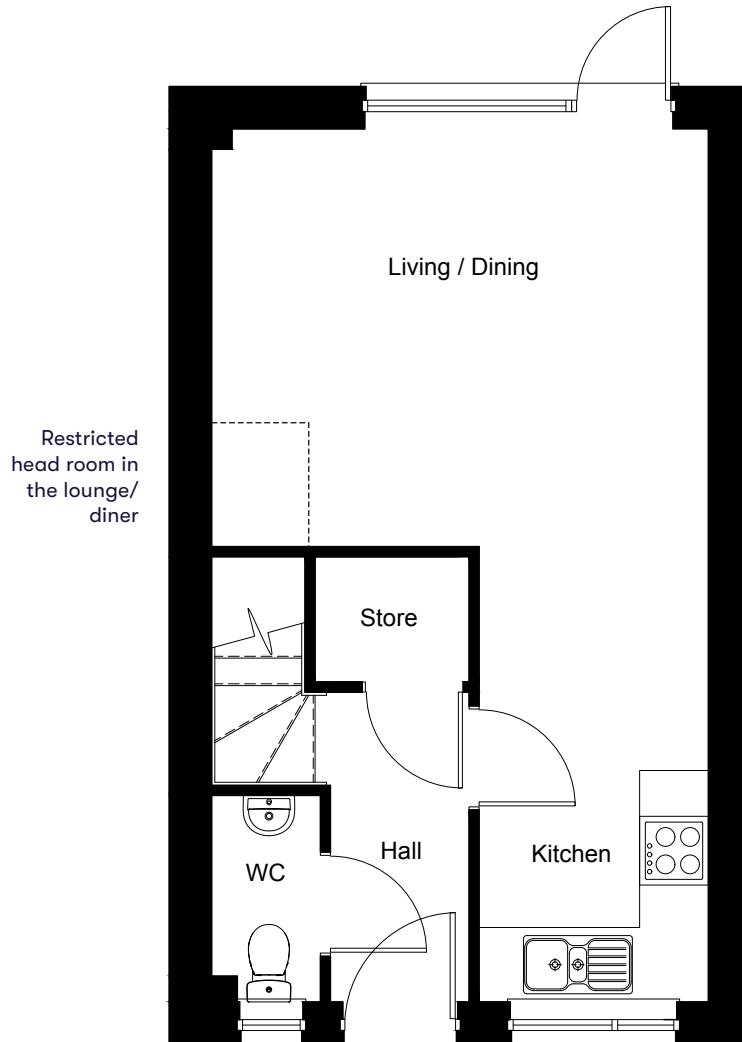 Living / Dining
Restricted
head room in
the lounge/
diner
Store
Hall
Kitchen
WC